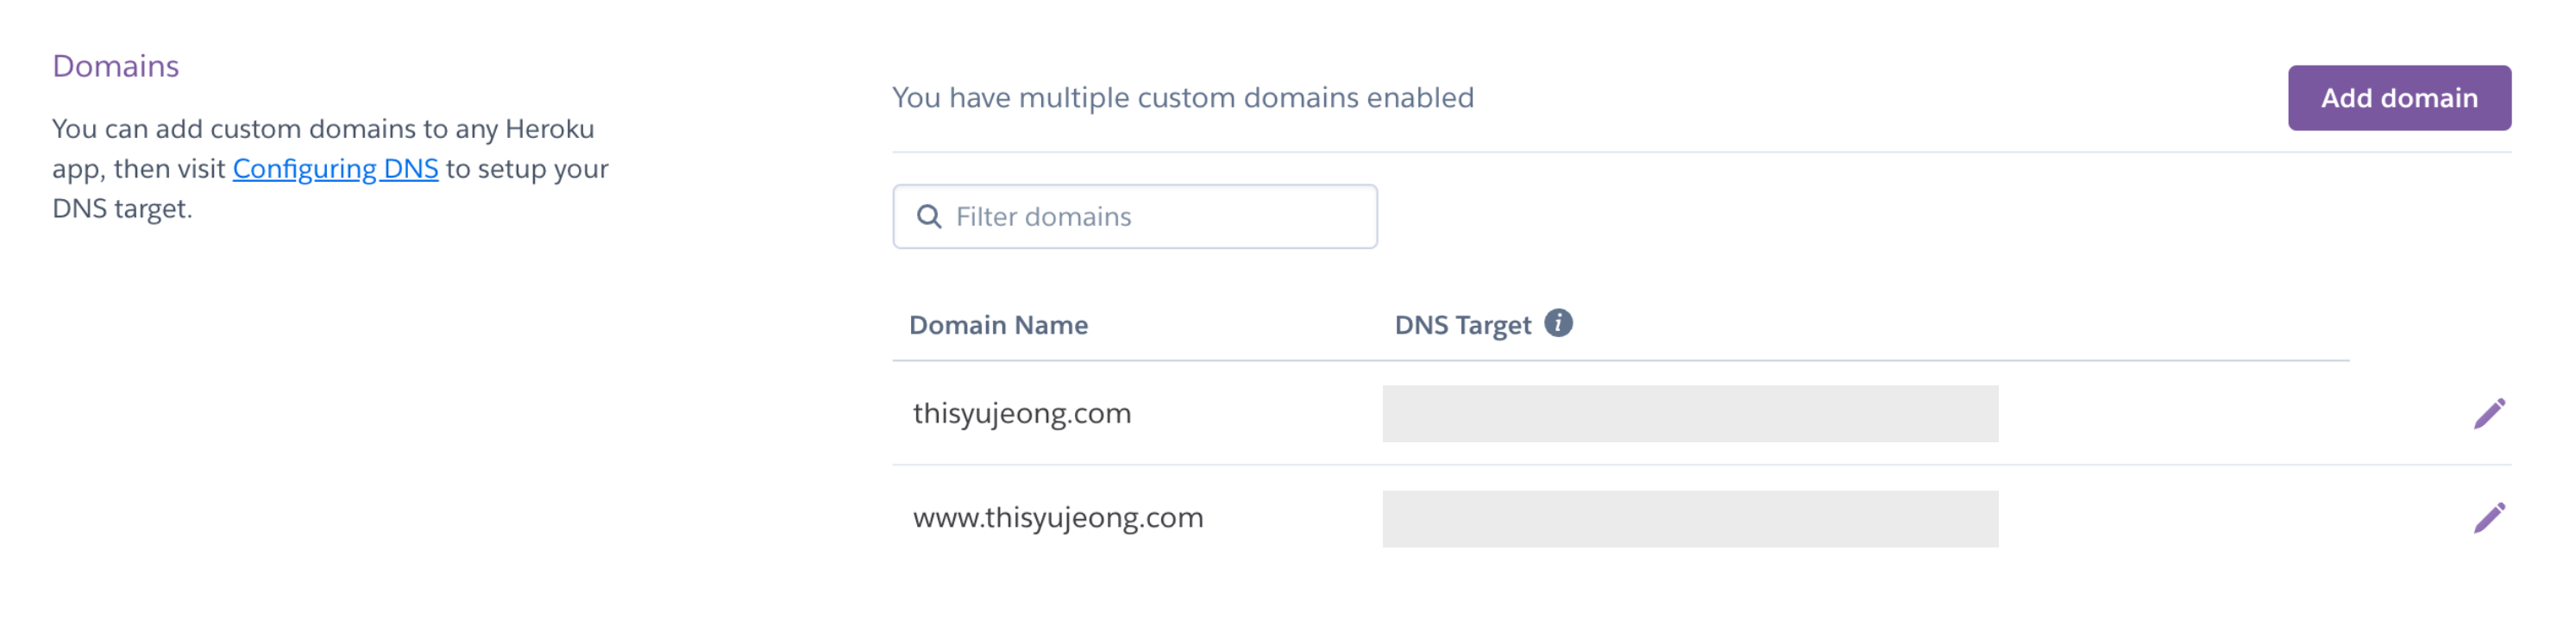 Domains
You can add custom domains to any Heroku
app, then visit Configuring DNS to setup your
DNS target.
You have multiple custom domains enabled
Add domain
Filter domains
Domain Name
DNS Target
thisyujeong.com
www.thisyujeong.com